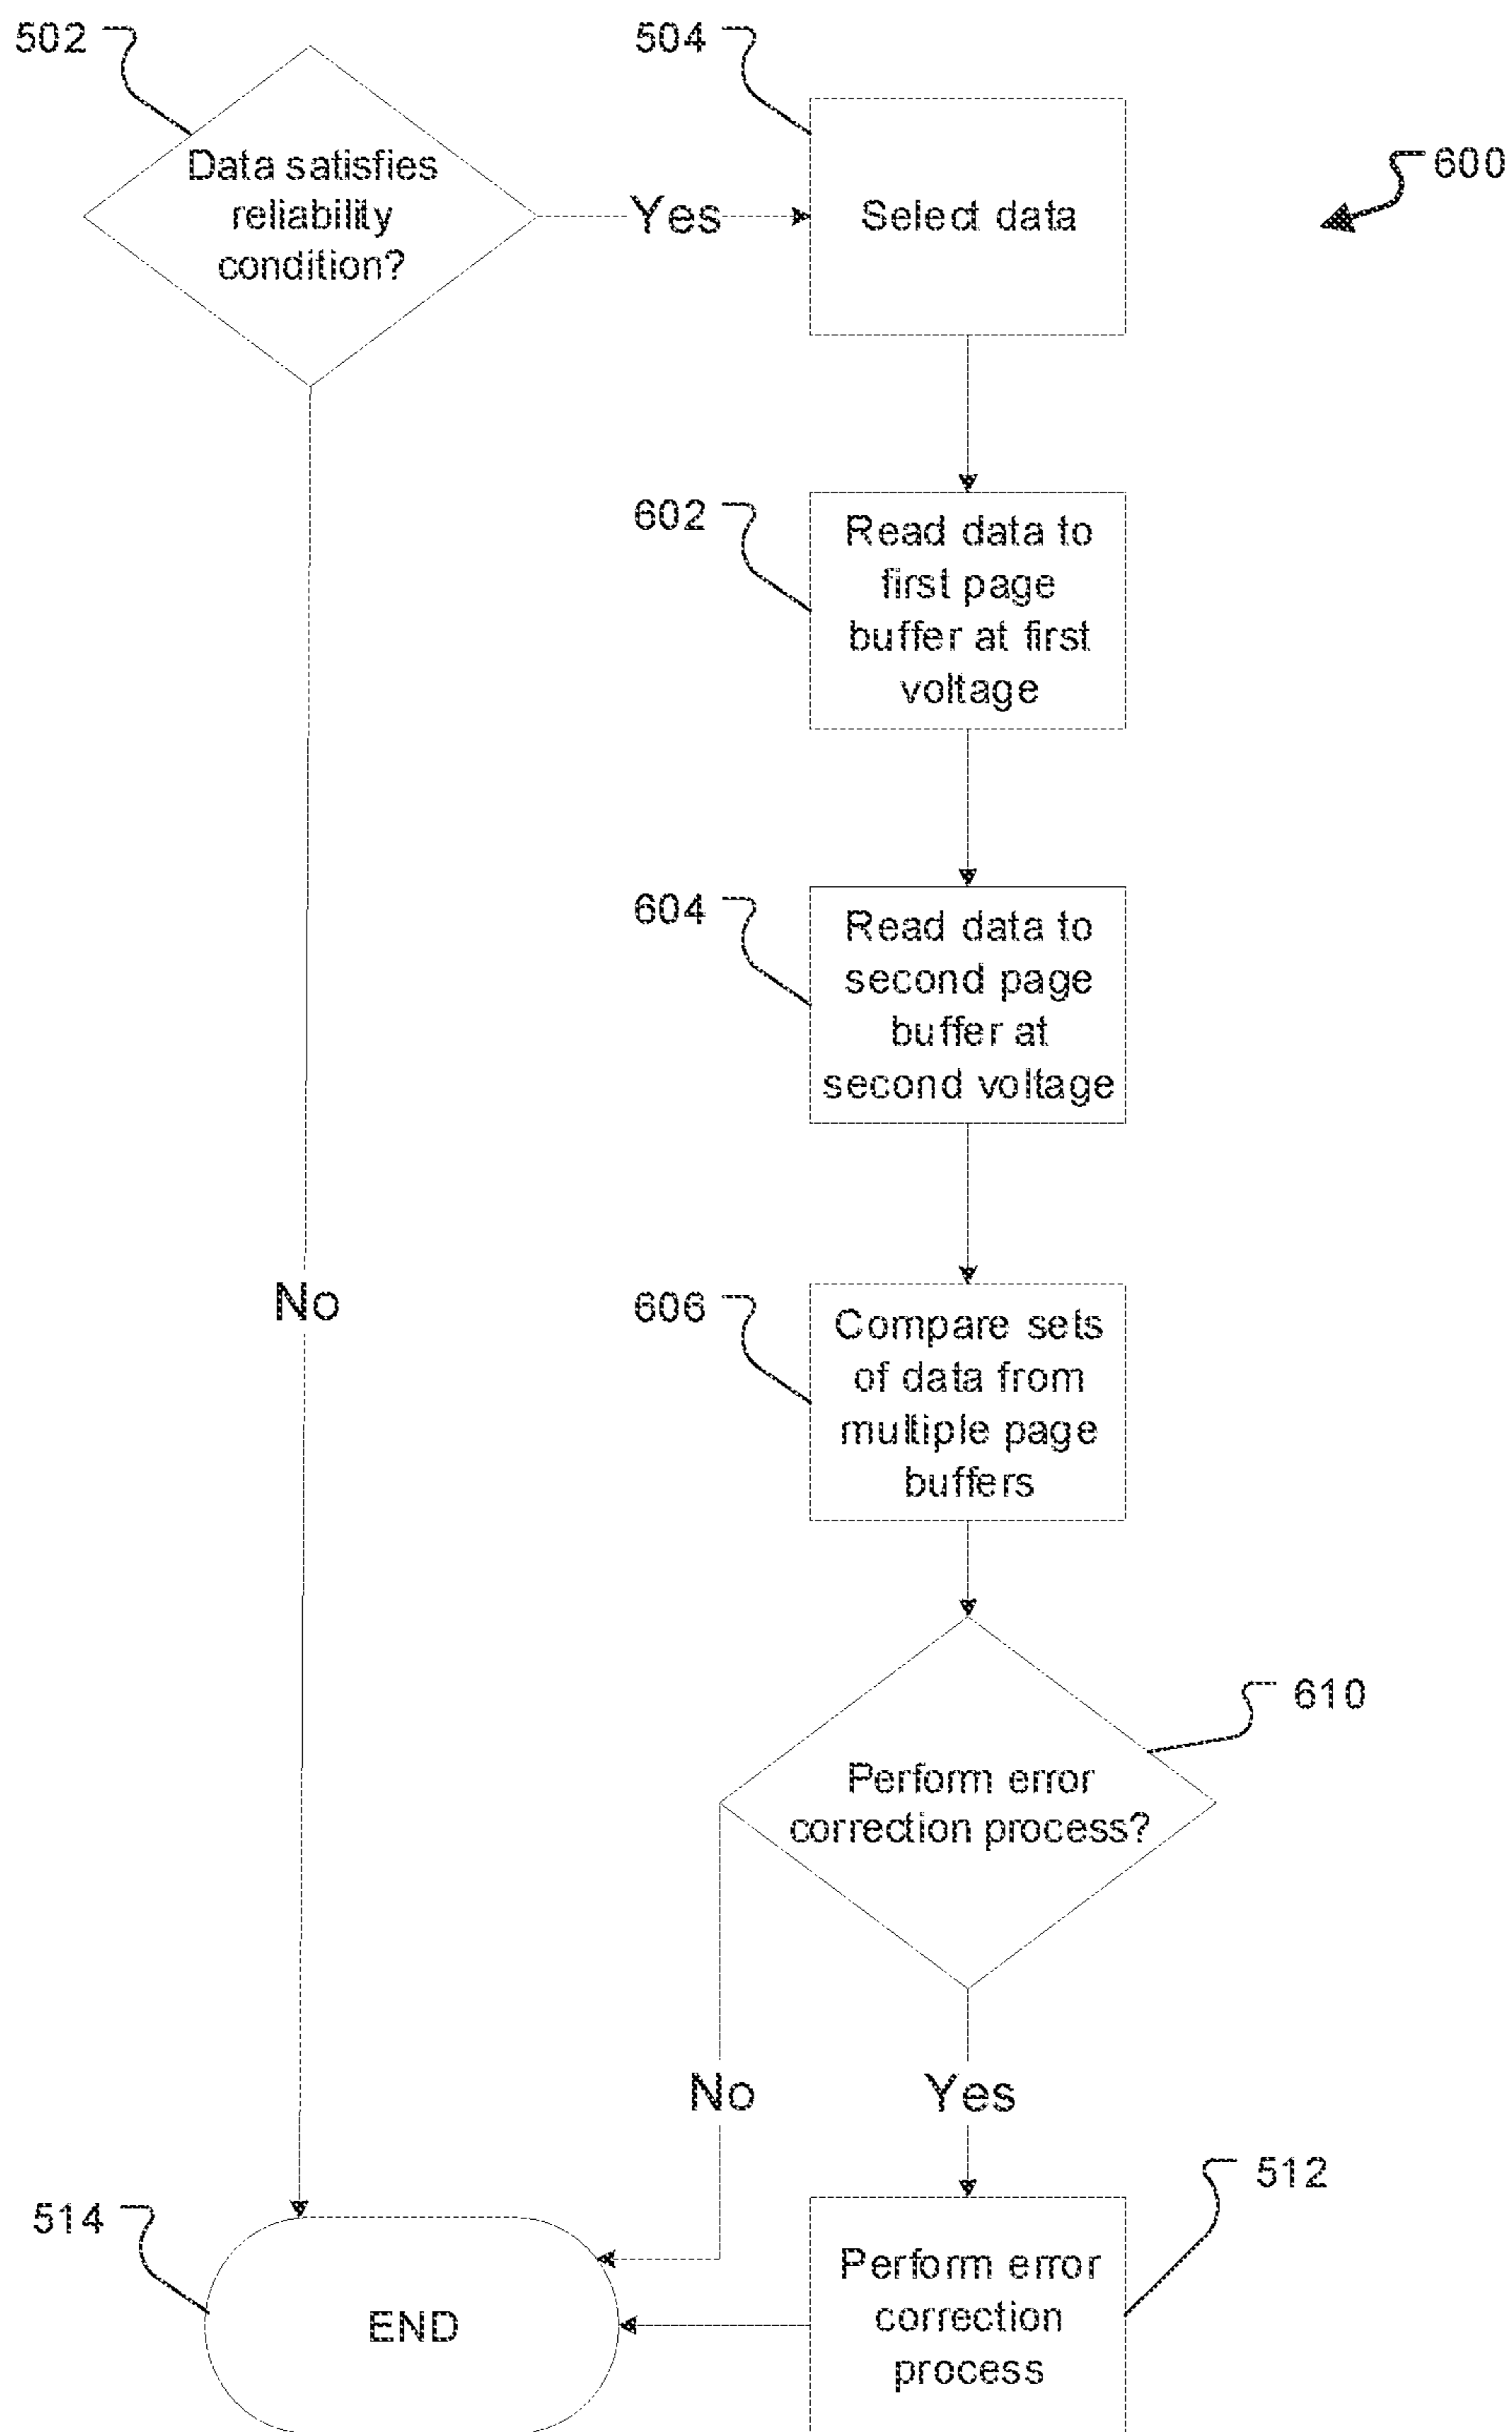 502
504
600
Data satisfies
reliability
condition?
Yes
Select data
602
Read data to
first page
buffer at first
voltage
604
Read data to
second page
buffer at
second voltage
No
606
Compare sets
of data from
multiple page
buffers
610
Perform error
correction process?
No
Yes
512
514
END
Perform error
correction
process